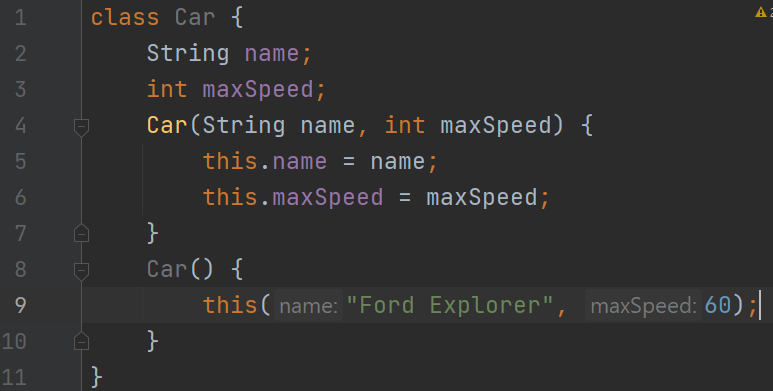 1 class Car {
2 String name;
3 int maxSpeed;
4 Car(String name, int maxSpeed) {
5 this.name = name;
6 this.maxSpeed = maxSpeed;
7 }
8 Car() {
9 this( name: "Ford Explorer", maxSpeed: 60);
10 }
11 }